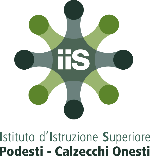 iis
Istituto d'Istruzione Superiore
Podesti - Calzecchi Onesti